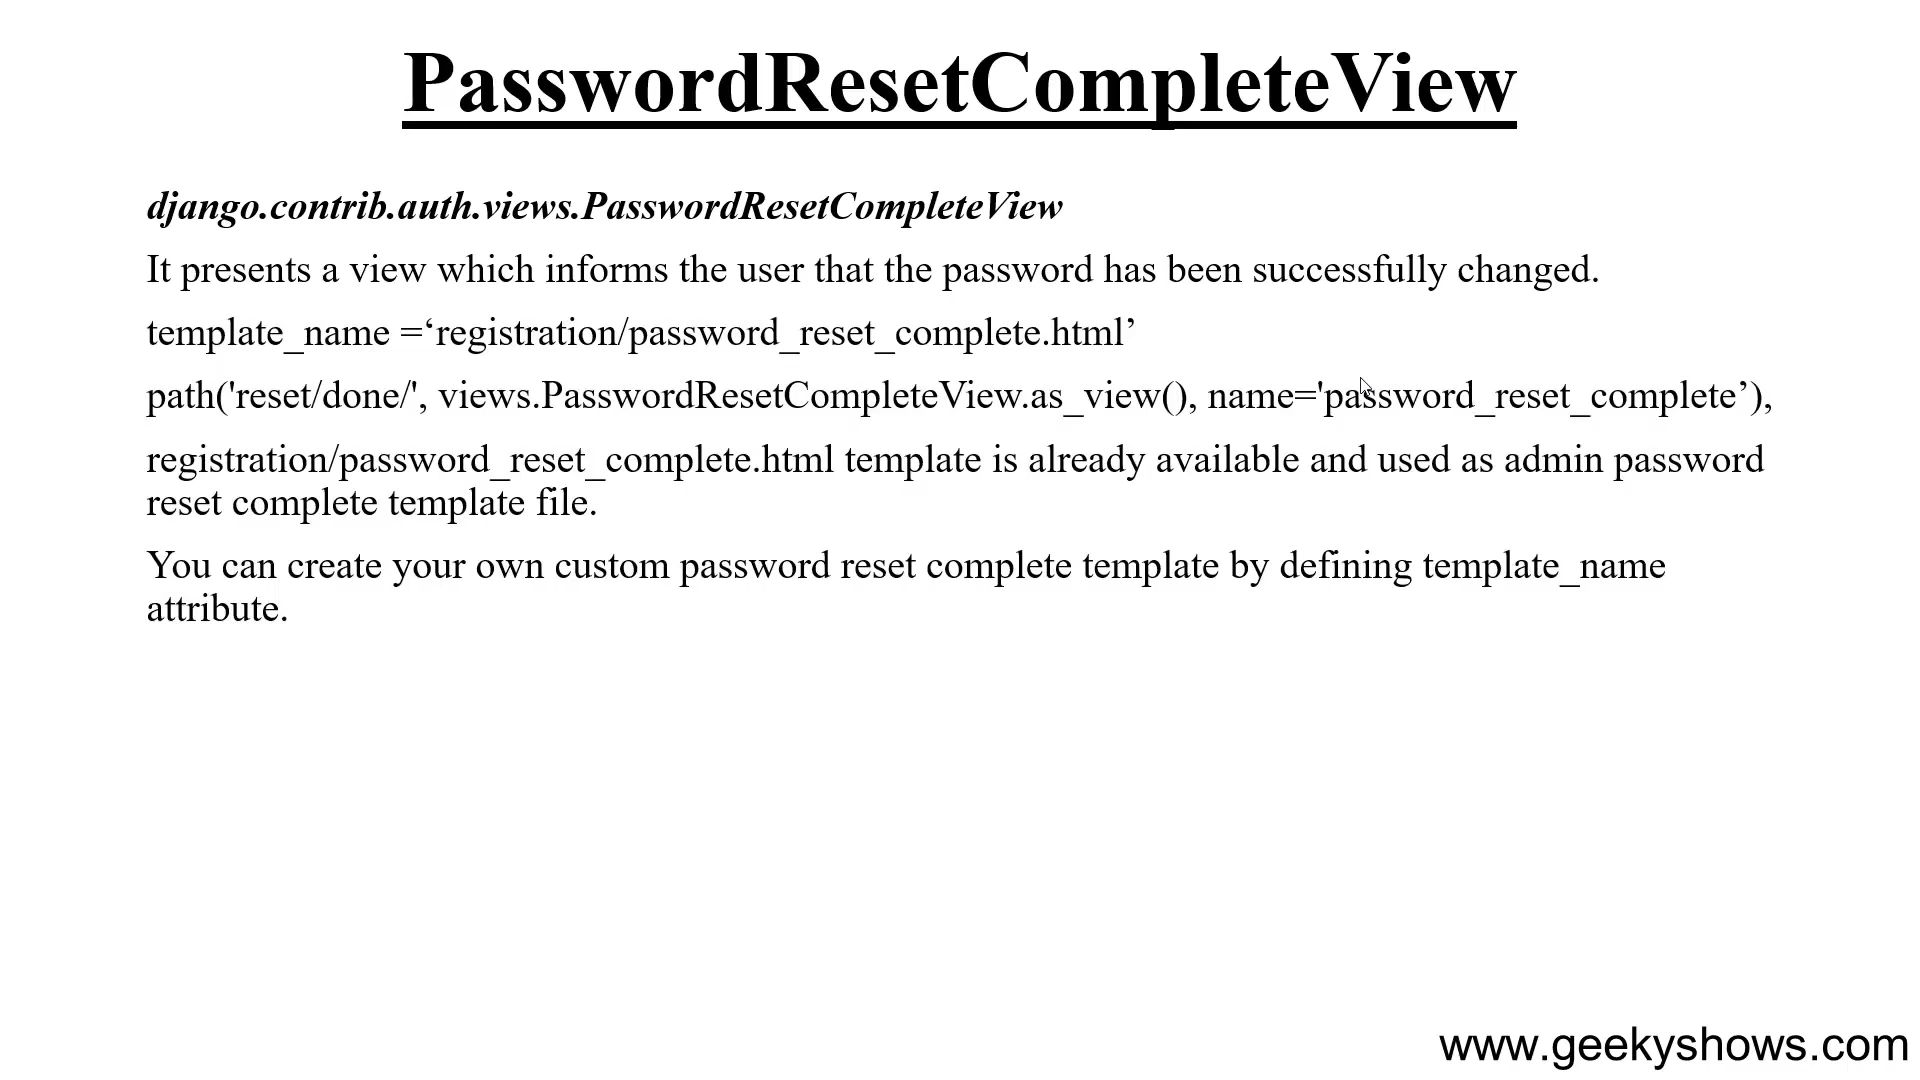 PasswordResetCompleteView
django.contrib.auth.views.PasswordResetCompleteView
It presents a view which informs the user that the password has been successfully changed.
template_name =‘registration/password_reset_complete.html’
path('reset/done/', views.PasswordResetCompleteView.as_view(), name='password_reset_complete’),
registration/password_reset_complete.html template is already available and used as admin password
reset complete template file.
You can create your own custom password reset complete template by defining template_name
attribute.
www.geekyshows.com